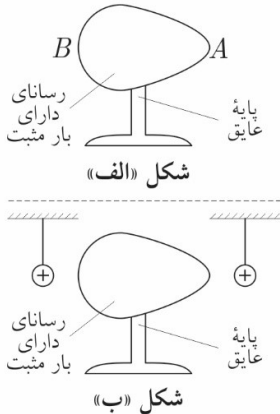 B
A
رسانای
دارای
بار مثبت
پایهٔ
عایق
شکل «الف»
+
+
رسانای
دارای
بار مثبت
پایهٔ
عایق
شکل «ب»